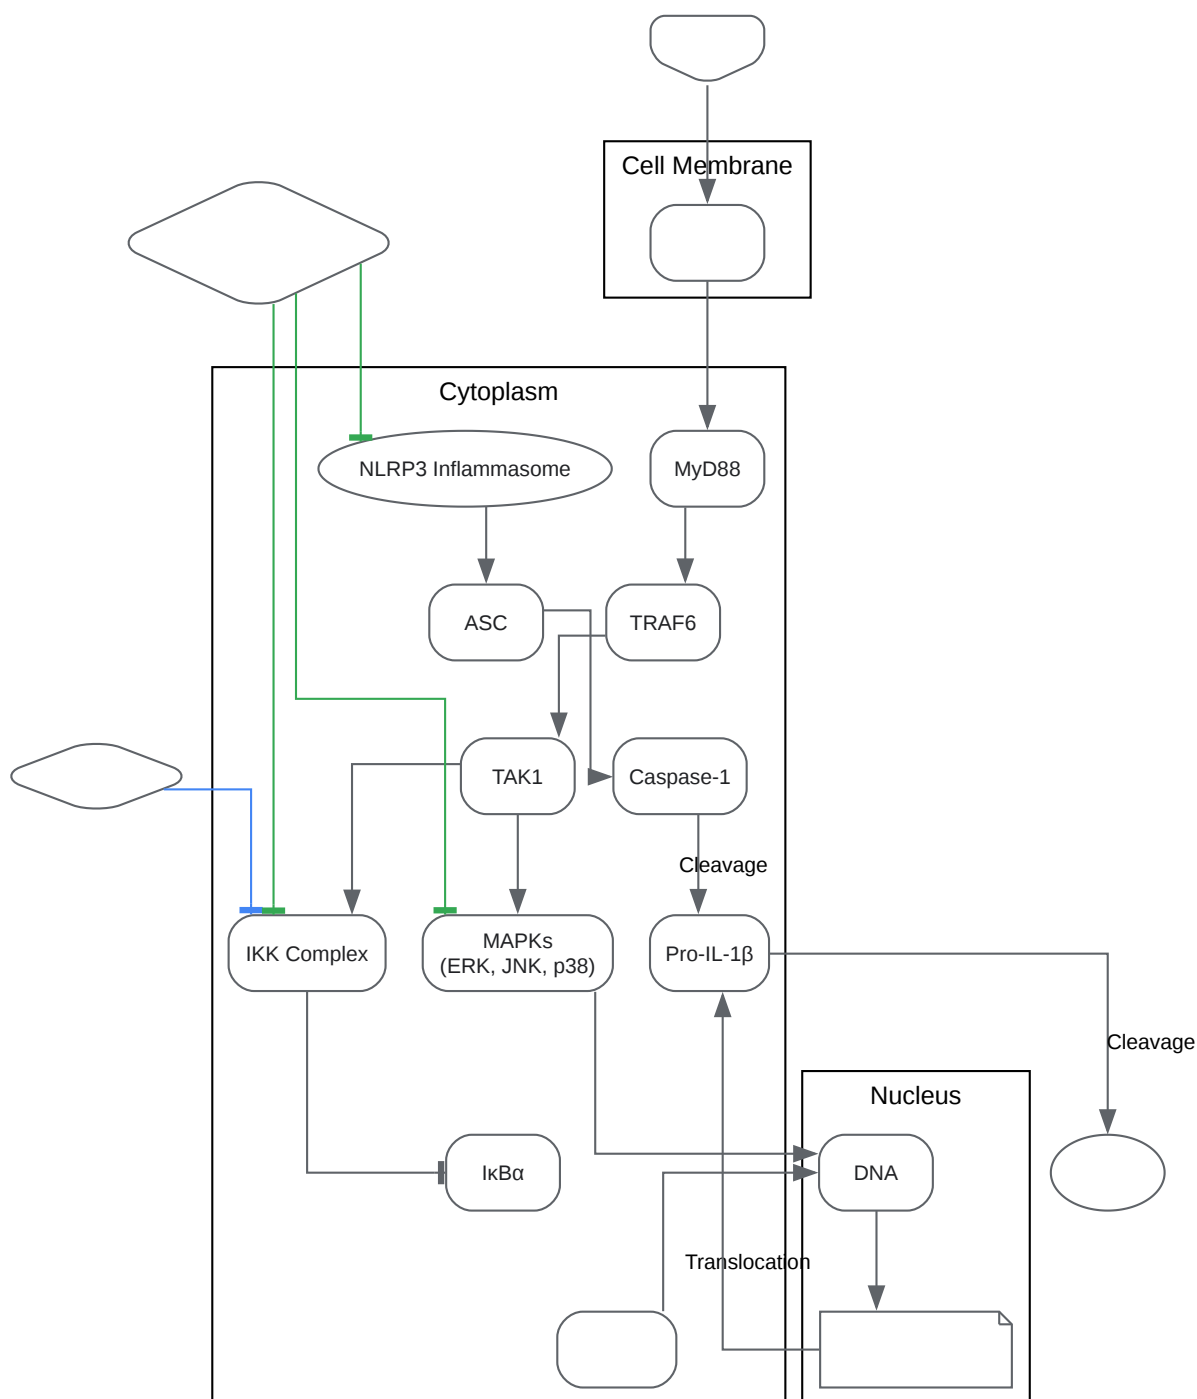 Cell Membrane
Cytoplasm
NLRP3 Inflammasome
MyD88
ASC
TRAF6
TAK1
Caspase-1
Cleavage
IKK Complex
MAPKs
(ERK, JNK, p38)
Pro-IL-1β
Cleavage
Nucleus
IκBα
DNA
Translocation